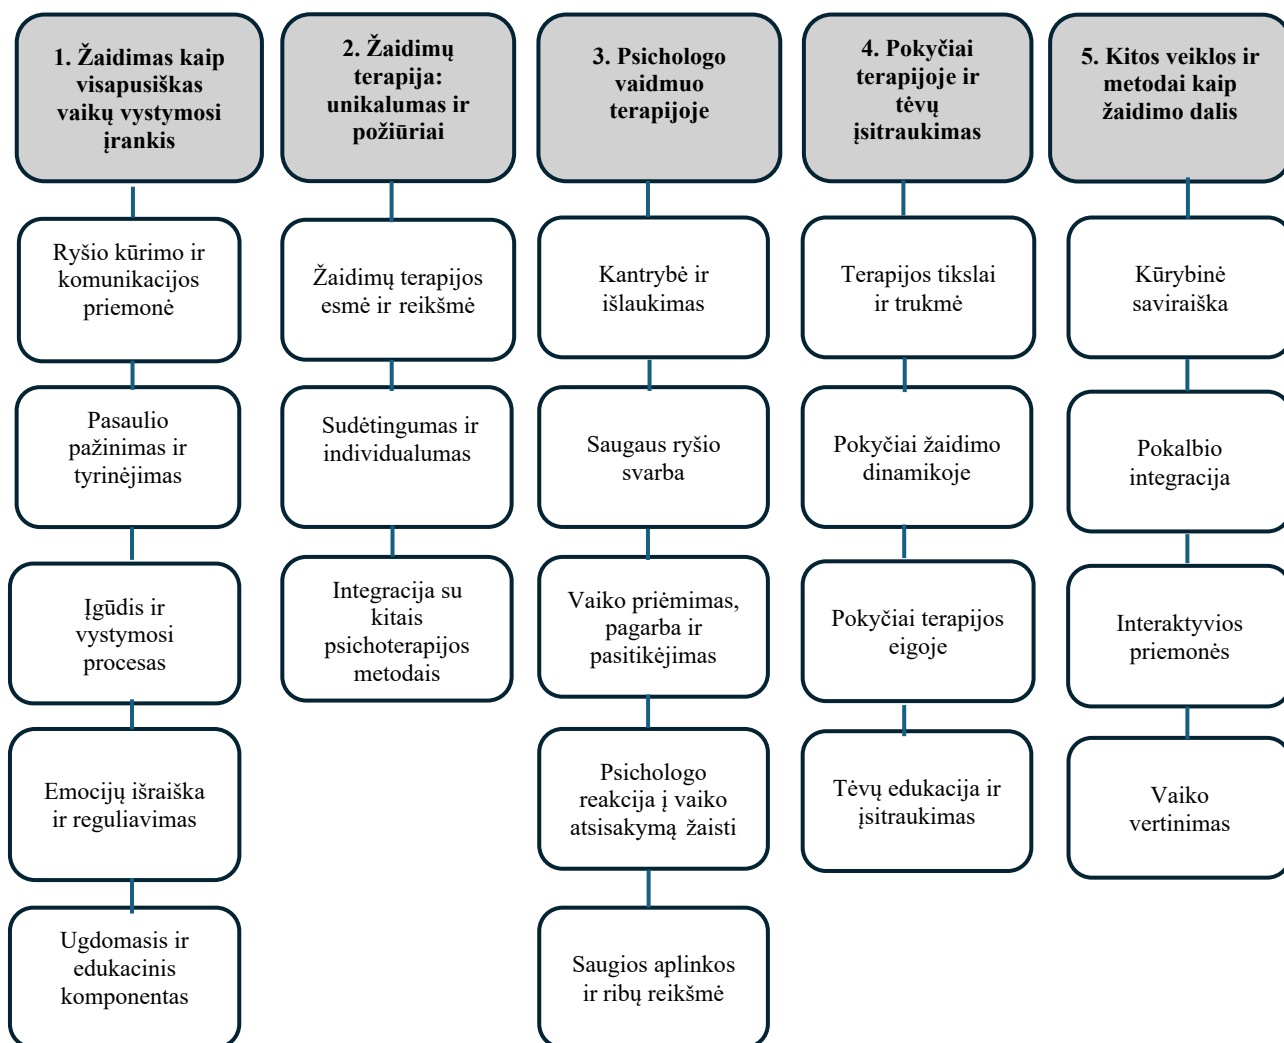 1. Žaidimas kaip
visapusiškas
vaikų vystymosi
įrankis
Ryšio kūrimo ir
komunikacijos
priemonė
Pasaulio
pažinimas ir
tyrinėjimas
Įgūdis ir
vystymosi
procesas
Emocijų išraiška
ir reguliavimas
Ugdomasis ir
edukacinis
komponentas
2. Žaidimų
terapija:
unikalumas ir
požiūriai
Žaidimų terapijos
esmė ir reikšmė
Sudėtingumas ir
individualumas
Integracija su
kitais
psichoterapijos
metodais
3. Psichologo
vaidmuo
terapijoje
Kantrybė ir
išlaukimas
Saugaus ryšio
svarba
Vaiko priėmimas,
pagarba ir
pasitikėjimas
Psichologo
reakcija į vaiko
atsisakymą žaisti
Saugios aplinkos
ir ribų reikšmė
4. Pokyčiai
terapijoje ir
tėvų
įsitraukimas
Terapijos tikslai
ir trukmė
Pokyčiai žaidimo
dinamikoje
Pokyčiai terapijos
eigoje
Tėvų edukacija ir
įsitraukimas
5. Kitos veiklos ir
metodai kaip
žaidimo dalis
Kūrybinė
saviraiška
Pokalbio
integracija
Interaktyvios
priemonės
Vaiko
vertinimas